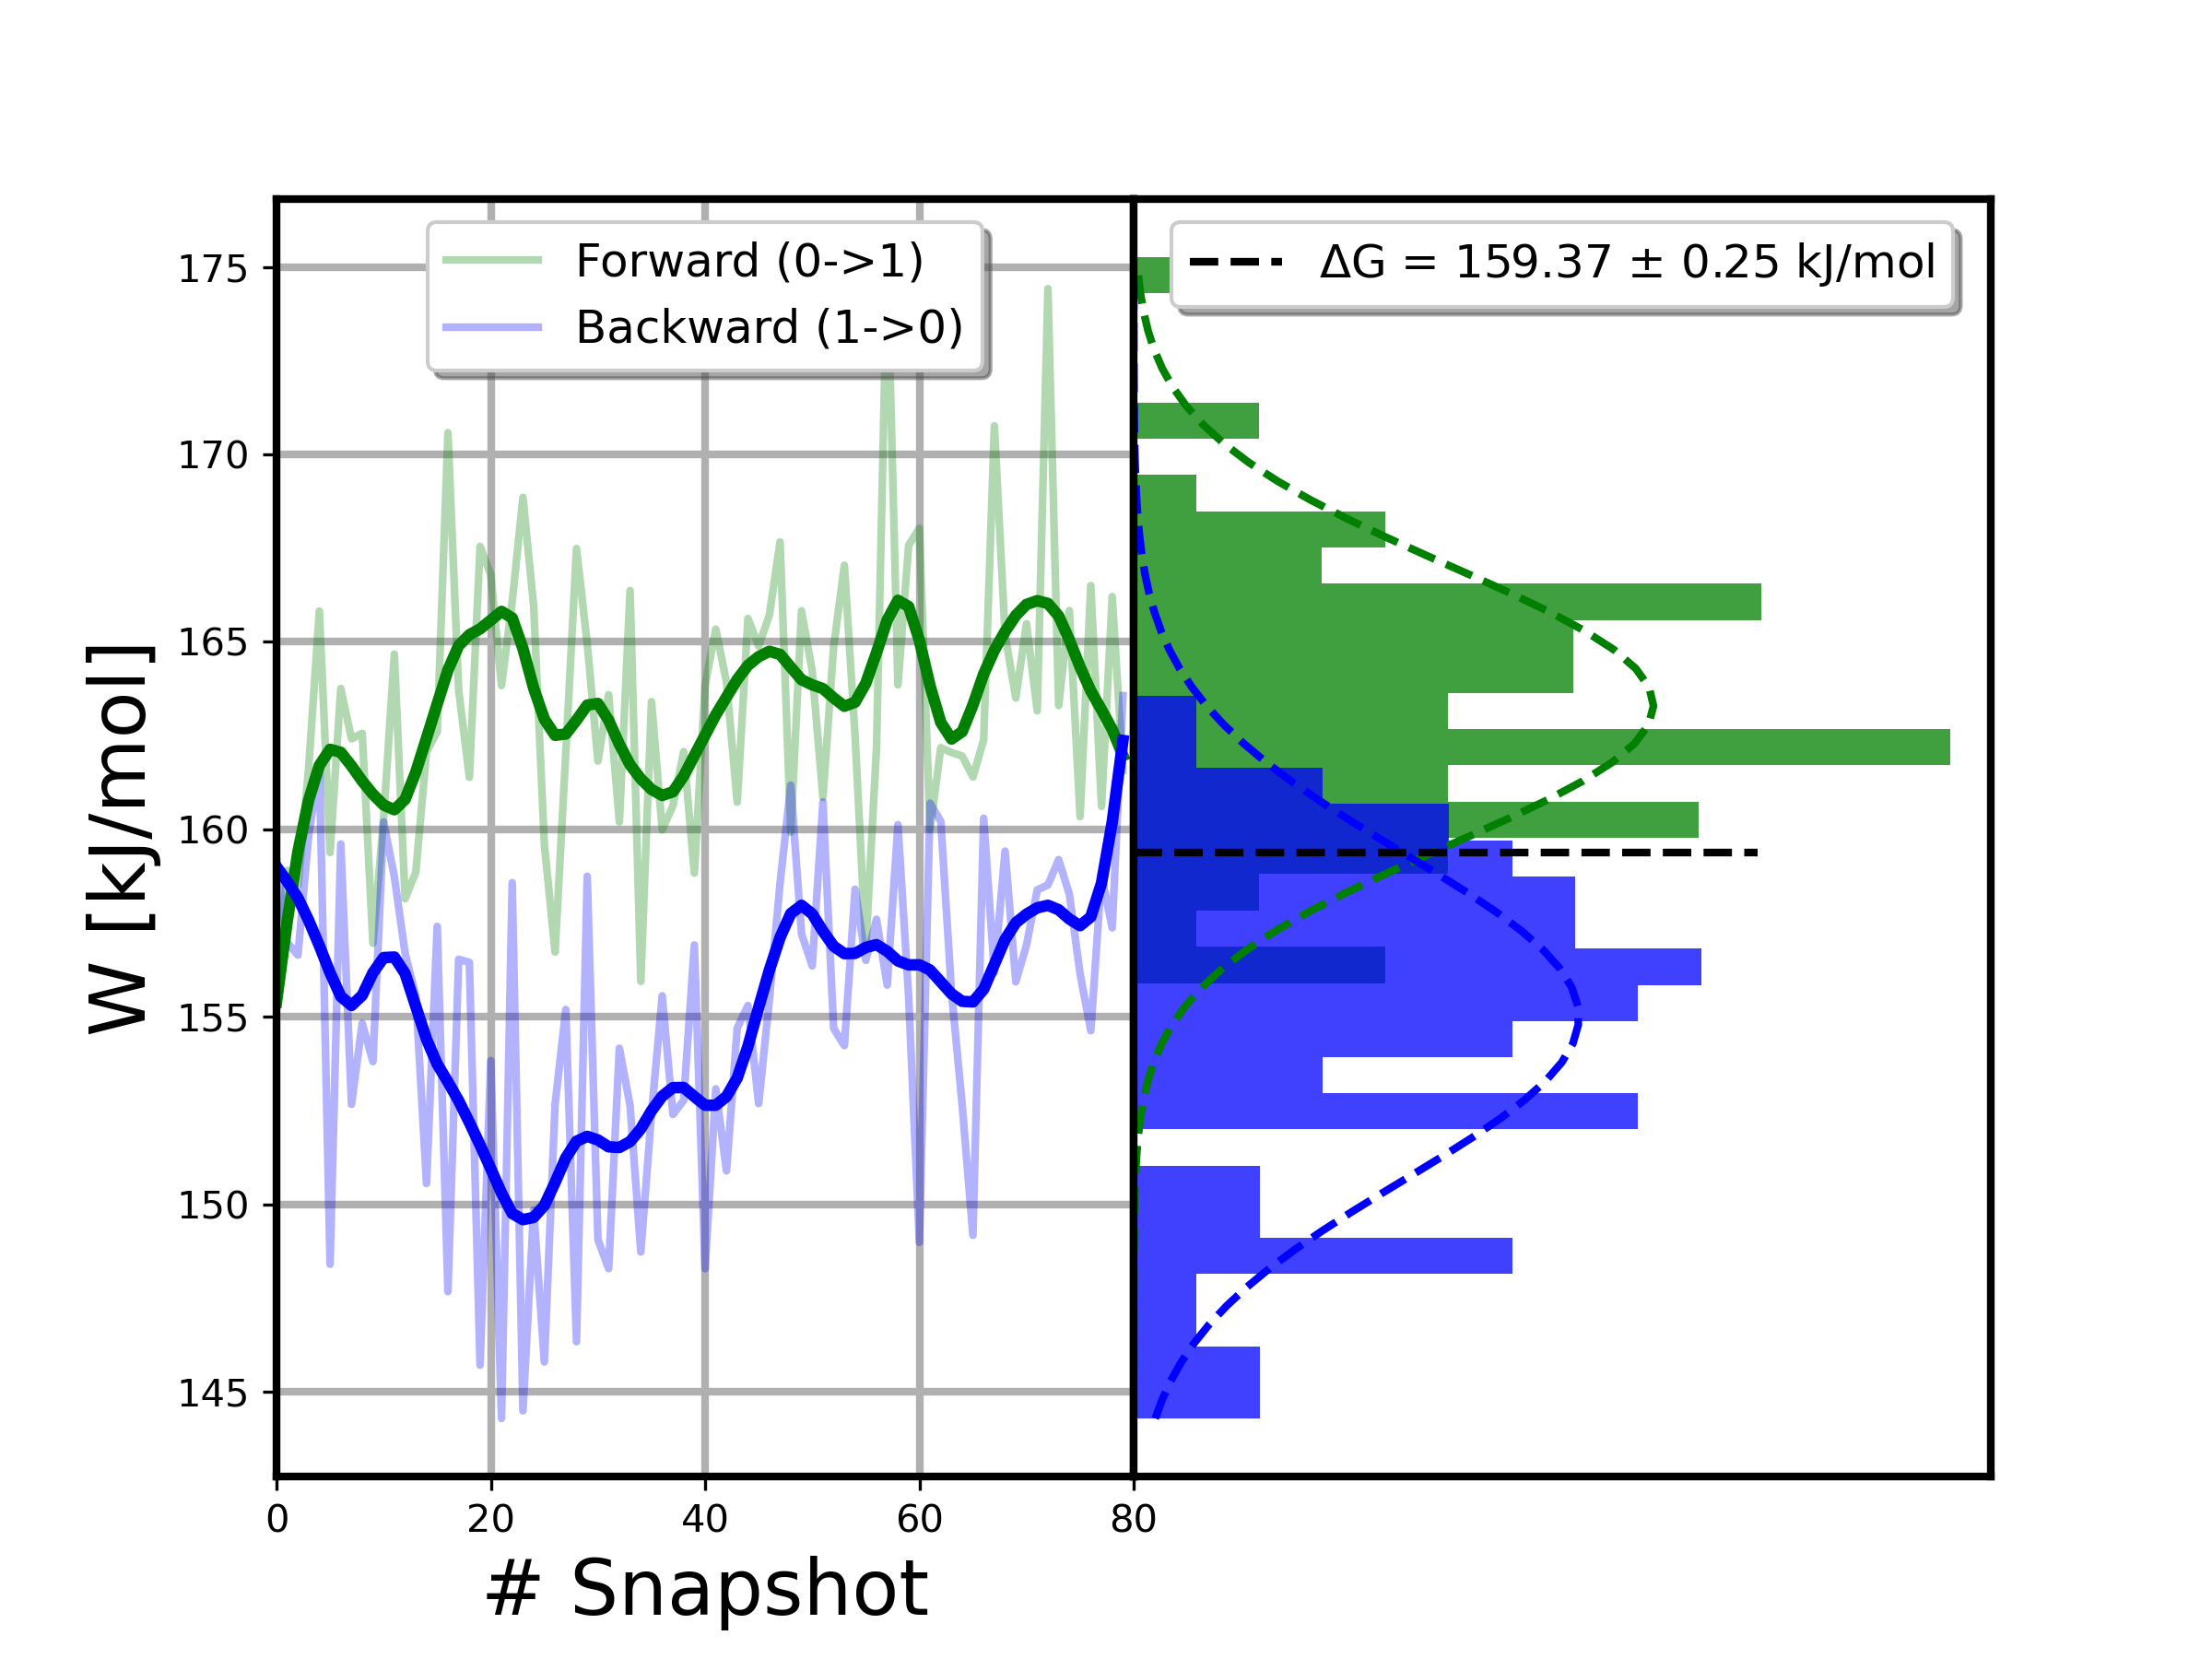 Forward (0->1)
Backward (1->0)
ΔG = 159.37 ± 0.25 kJ/mol
175
170
165
160
155
150
145
W [kJ/mol]
0 20 40 60 80
# Snapshot